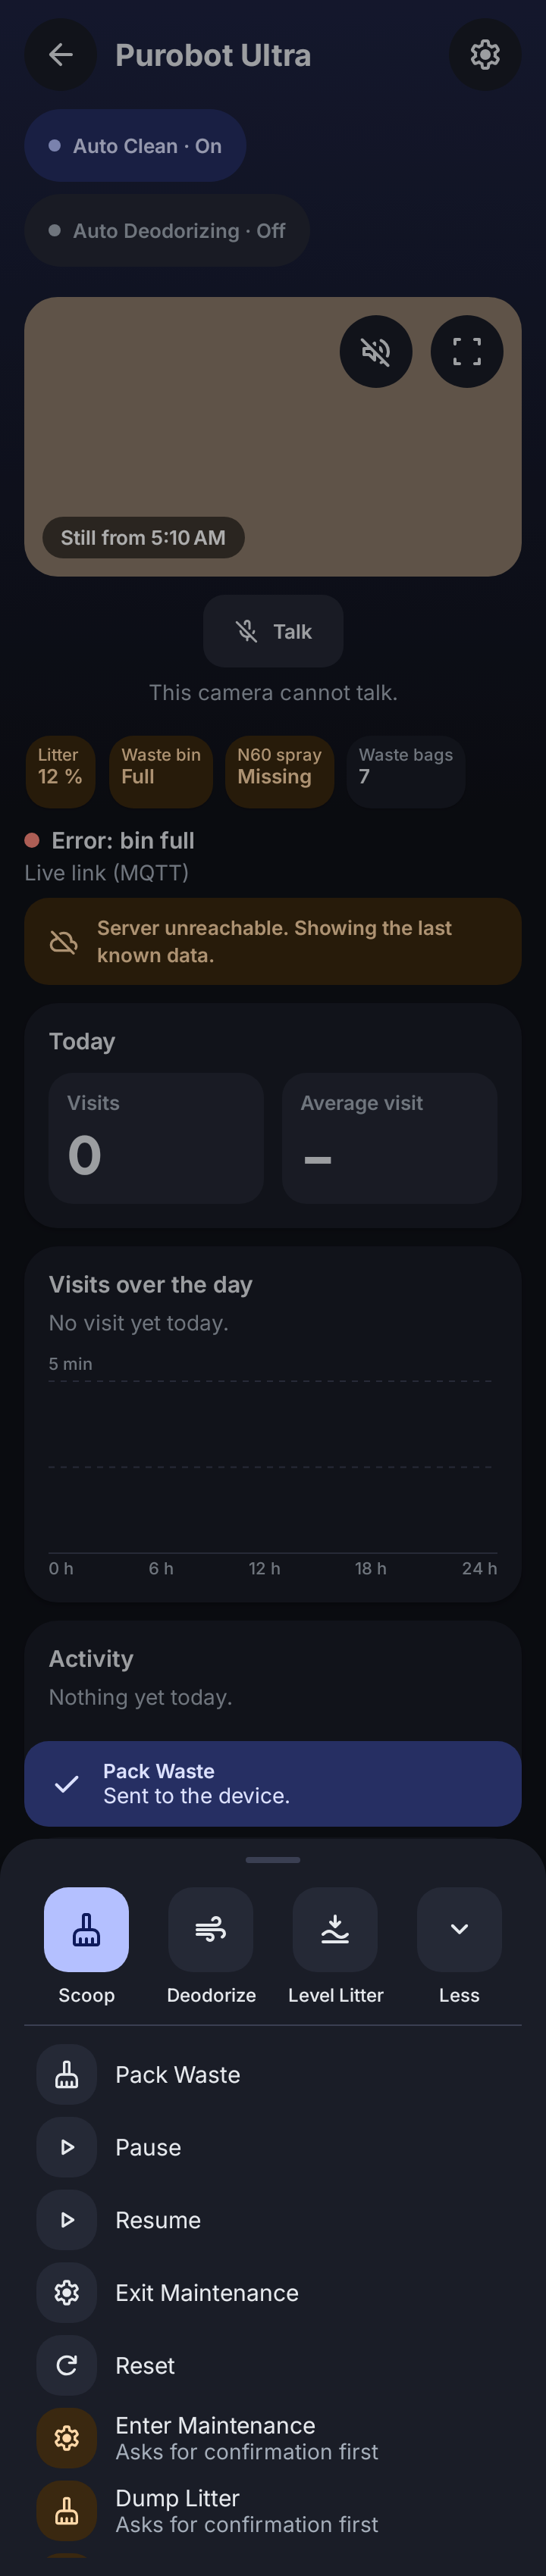 Purobot Ultra
Auto Clean · On
Auto Deodorizing · Off
Still from 5:10 AM
Talk
This camera cannot talk.
Litter
12 %
Waste bin
Full
N60 spray
Missing
Waste bags
7
Error: bin full
Live link (MQTT)
Server unreachable. Showing the last
known data.
Today
Visits
0
Average visit
–
Visits over the day
No visit yet today.
5 min
0 h
6 h
12 h
18 h
24 h
Activity
Nothing yet today.
Pack Waste
Sent to the device.
Scoop
Deodorize
Level Litter
Less
Pack Waste
Pause
Resume
Exit Maintenance
Reset
Enter Maintenance
Asks for confirmation first
Dump Litter
Asks for confirmation first